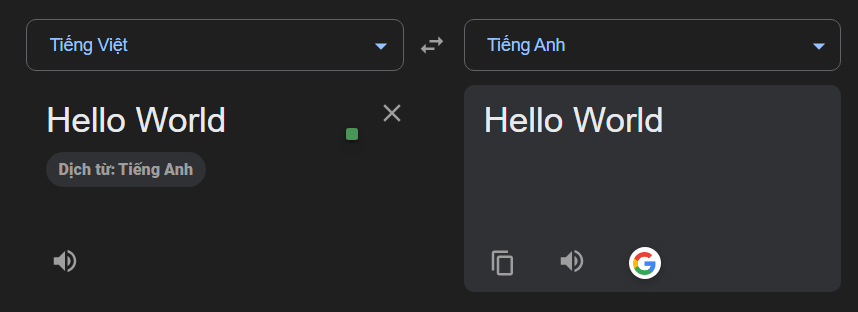 Tiếng Việt
Tiếng Anh
Hello World
Dịch từ: Tiếng Anh
Hello World